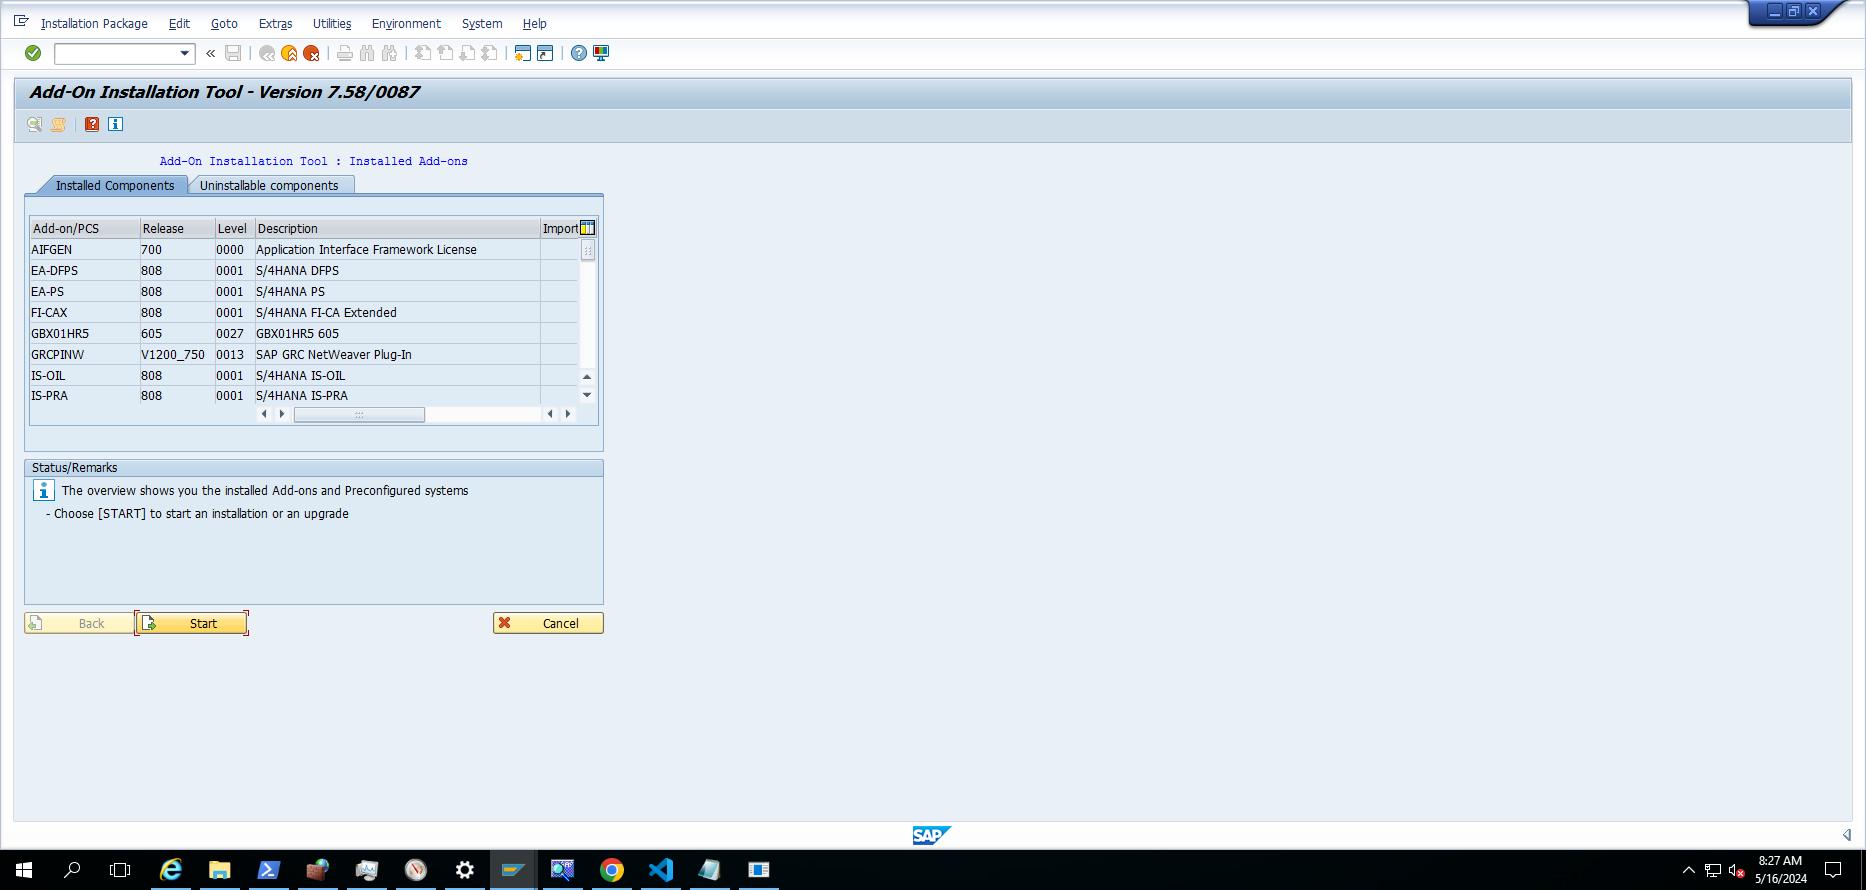 Installation Package Edit Goto Extras Utilities Environment System Help
Add-On Installation Tool - Version 7.58/0087
Add-On Installation Tool : Installed Add-ons
Installed Components Uninstallable components
Add-on/PCS Release Level Description Import
AIFGEN 700 0000 Application Interface Framework License
EA-DFPS 808 0001 S/4HANA DFPS
EA-PS 808 0001 S/4HANA PS
FI-CAX 808 0001 S/4HANA FI-CA Extended
GBX01HR5 605 0027 GBX01HR5 605
GRCPINW V1200_750 0013 SAP GRC NetWeaver Plug-In
IS-OIL 808 0001 S/4HANA IS-OIL
IS-PRA 808 0001 S/4HANA IS-PRA
Status/Remarks
The overview shows you the installed Add-ons and Preconfigured systems
- Choose [START] to start an installation or an upgrade
Back Start Cancel
SAP
8:27 AM
5/16/2024